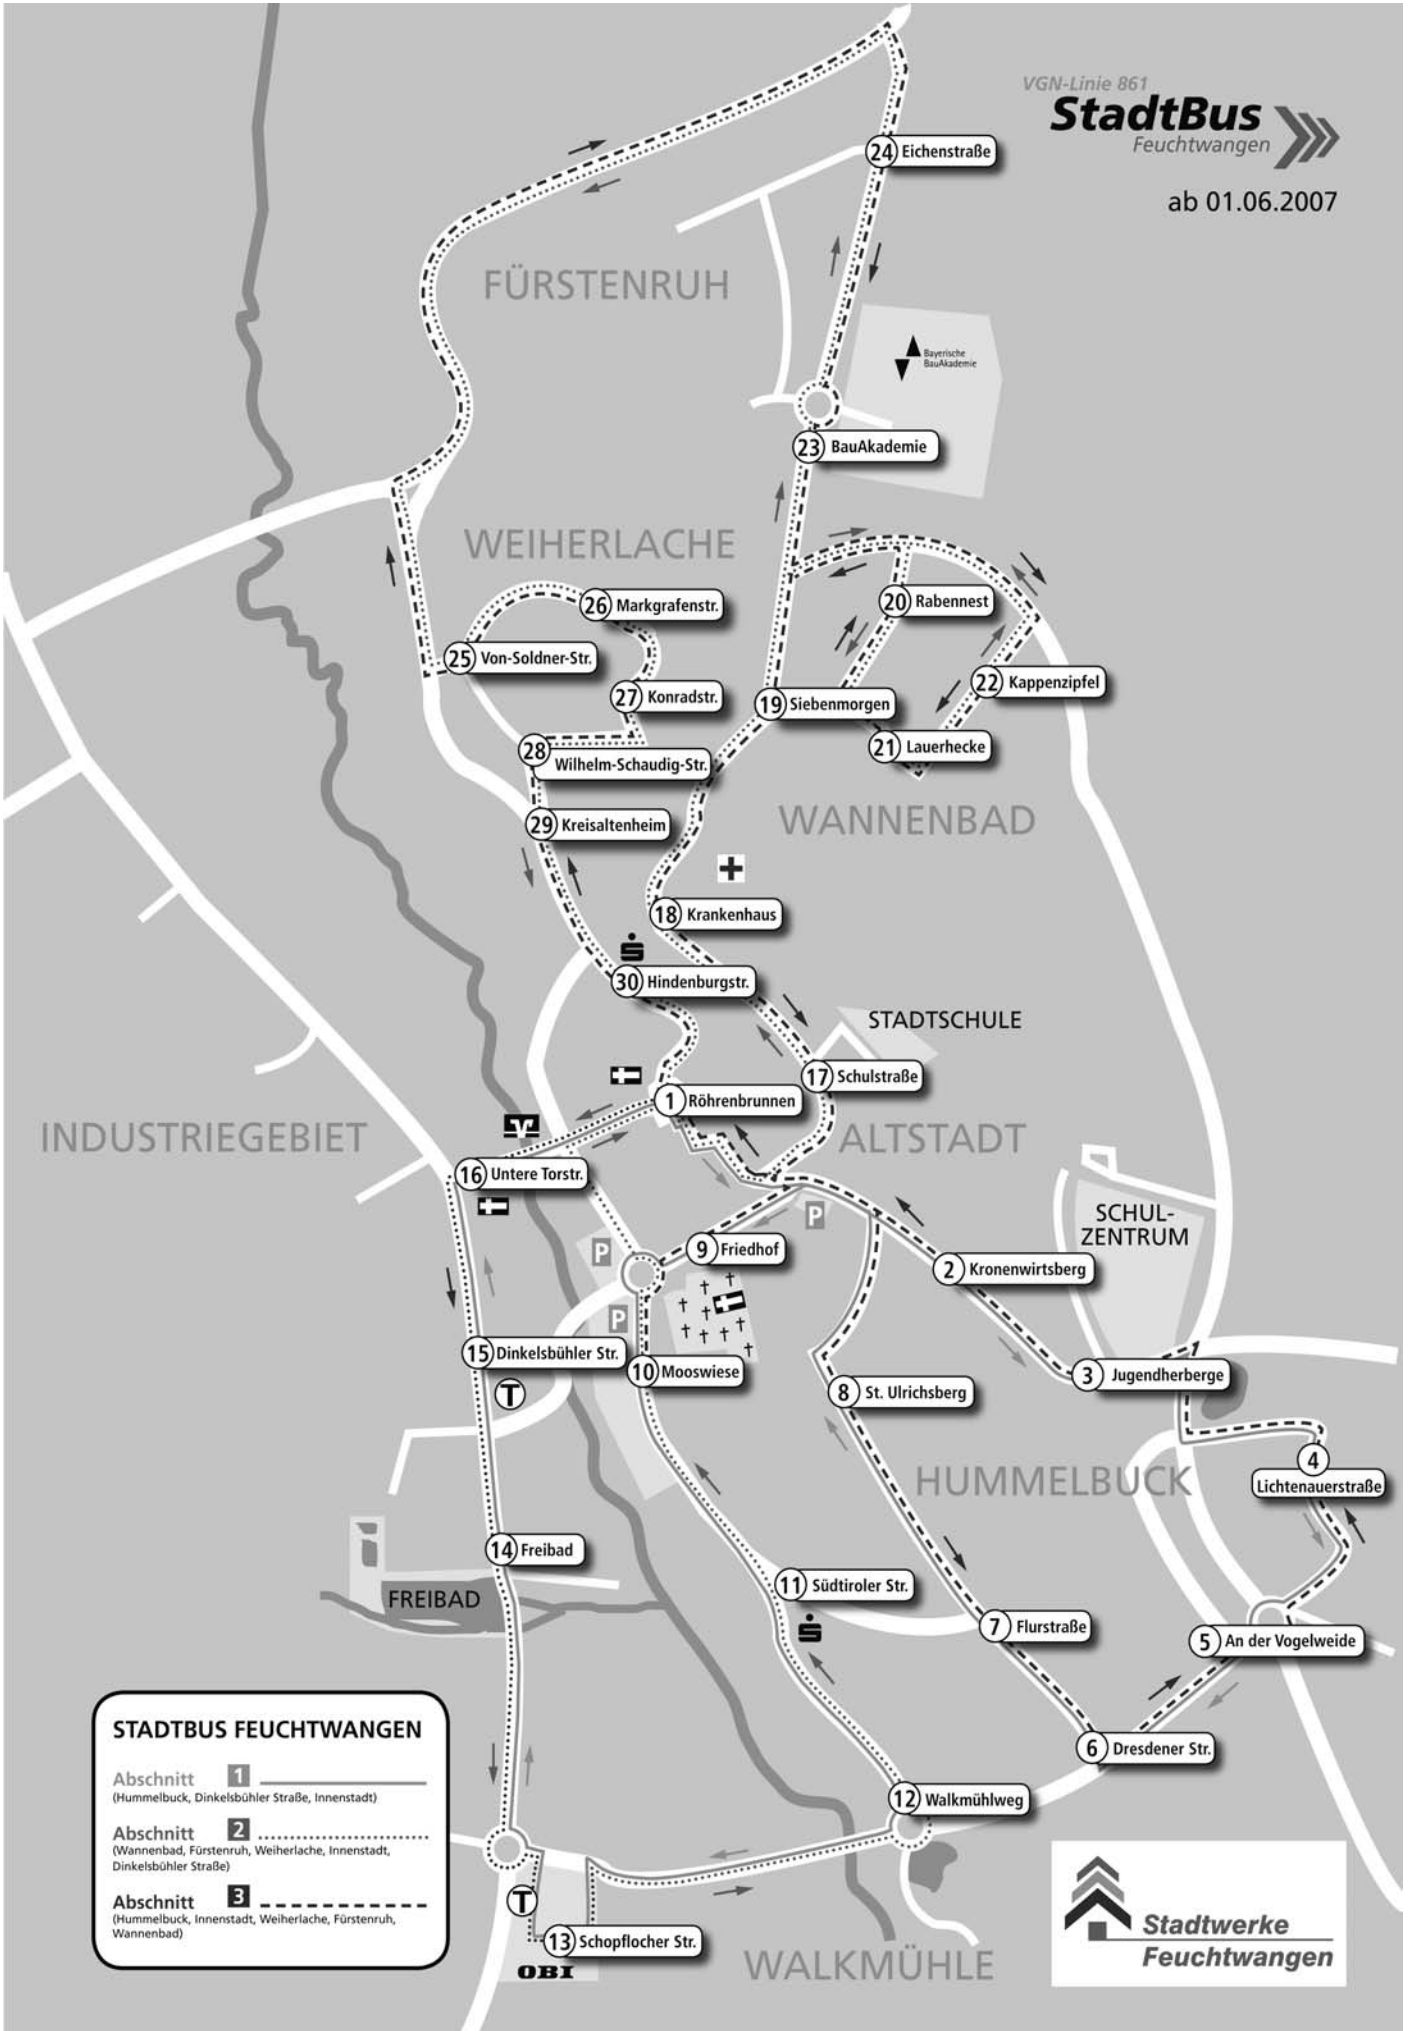 VGN-Linie 861
StadtBus
Feuchtwangen
ab 01.06.2007
24 Eichenstraße
FÜRSTENRUH
Bayerische
BauAkademie
23 BauAkademie
WEIHERLACHE
26 Markgrafenstr.
20 Rabennest
25 Von-Soldner-Str.
27 Konradstr.
22 Kappenzipfel
19 Siebenmorgen
28 Wilhelm-Schaudig-Str.
21 Lauerhecke
29 Kreisaltenheim
WANNENBAD
18 Krankenhaus
30 Hindenburgstr.
STADTSCHULE
17 Schulstraße
1 Röhrenbrunnen
INDUSTRIEGEBIET
ALTSTADT
16 Untere Torstr.
P
SCHUL-
ZENTRUM
9 Friedhof
P
2 Kronenwirtsberg
P
15 Dinkelsbühler Str.
10 Mooswiese
3 Jugendherberge
T
8 St. Ulrichsberg
HUMMELBUCK
4
Lichtenauerstraße
14 Freibad
FREIBAD
11 Südtiroler Str.
7 Flurstraße
5 An der Vogelweide
6 Dresdener Str.
12 Walkmühlweg
T
13 Schopflocher Str.
OBI
WALKMÜHLE
STADTBUS FEUCHTWANGEN
Abschnitt 1
(Hummelbuck, Dinkelsbühler Straße, Innenstadt)
Abschnitt 2
(Wannenbad, Fürstenruh, Weiherlache, Innenstadt,
Dinkelsbühler Straße)
Abschnitt 3
(Hummelbuck, Innenstadt, Weiherlache, Fürstenruh,
Wannenbad)
Stadtwerke
Feuchtwangen